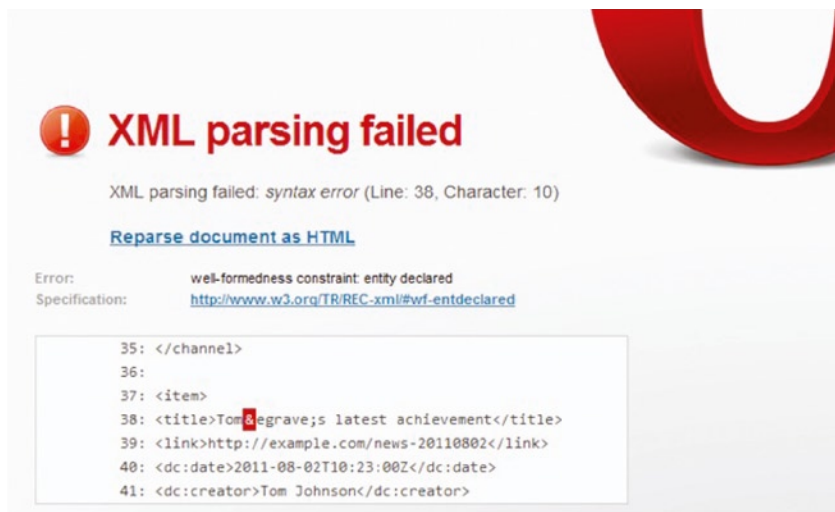 XML parsing failed
XML parsing failed: syntax error (Line: 38, Character: 10)
Reparse document as HTML
Error: well-formedness constraint: entity declared
Specification: http://www.w3.org/TR/REC-xml/#wf-entdeclared
35: </channel>
36:
37: <item>
38: <title>Tom&egrave;s latest achievement</title>
39: <link>http://example.com/news-20110802</link>
40: <dc:date>2011-08-02T10:23:00Z</dc:date>
41: <dc:creator>Tom Johnson</dc:creator>